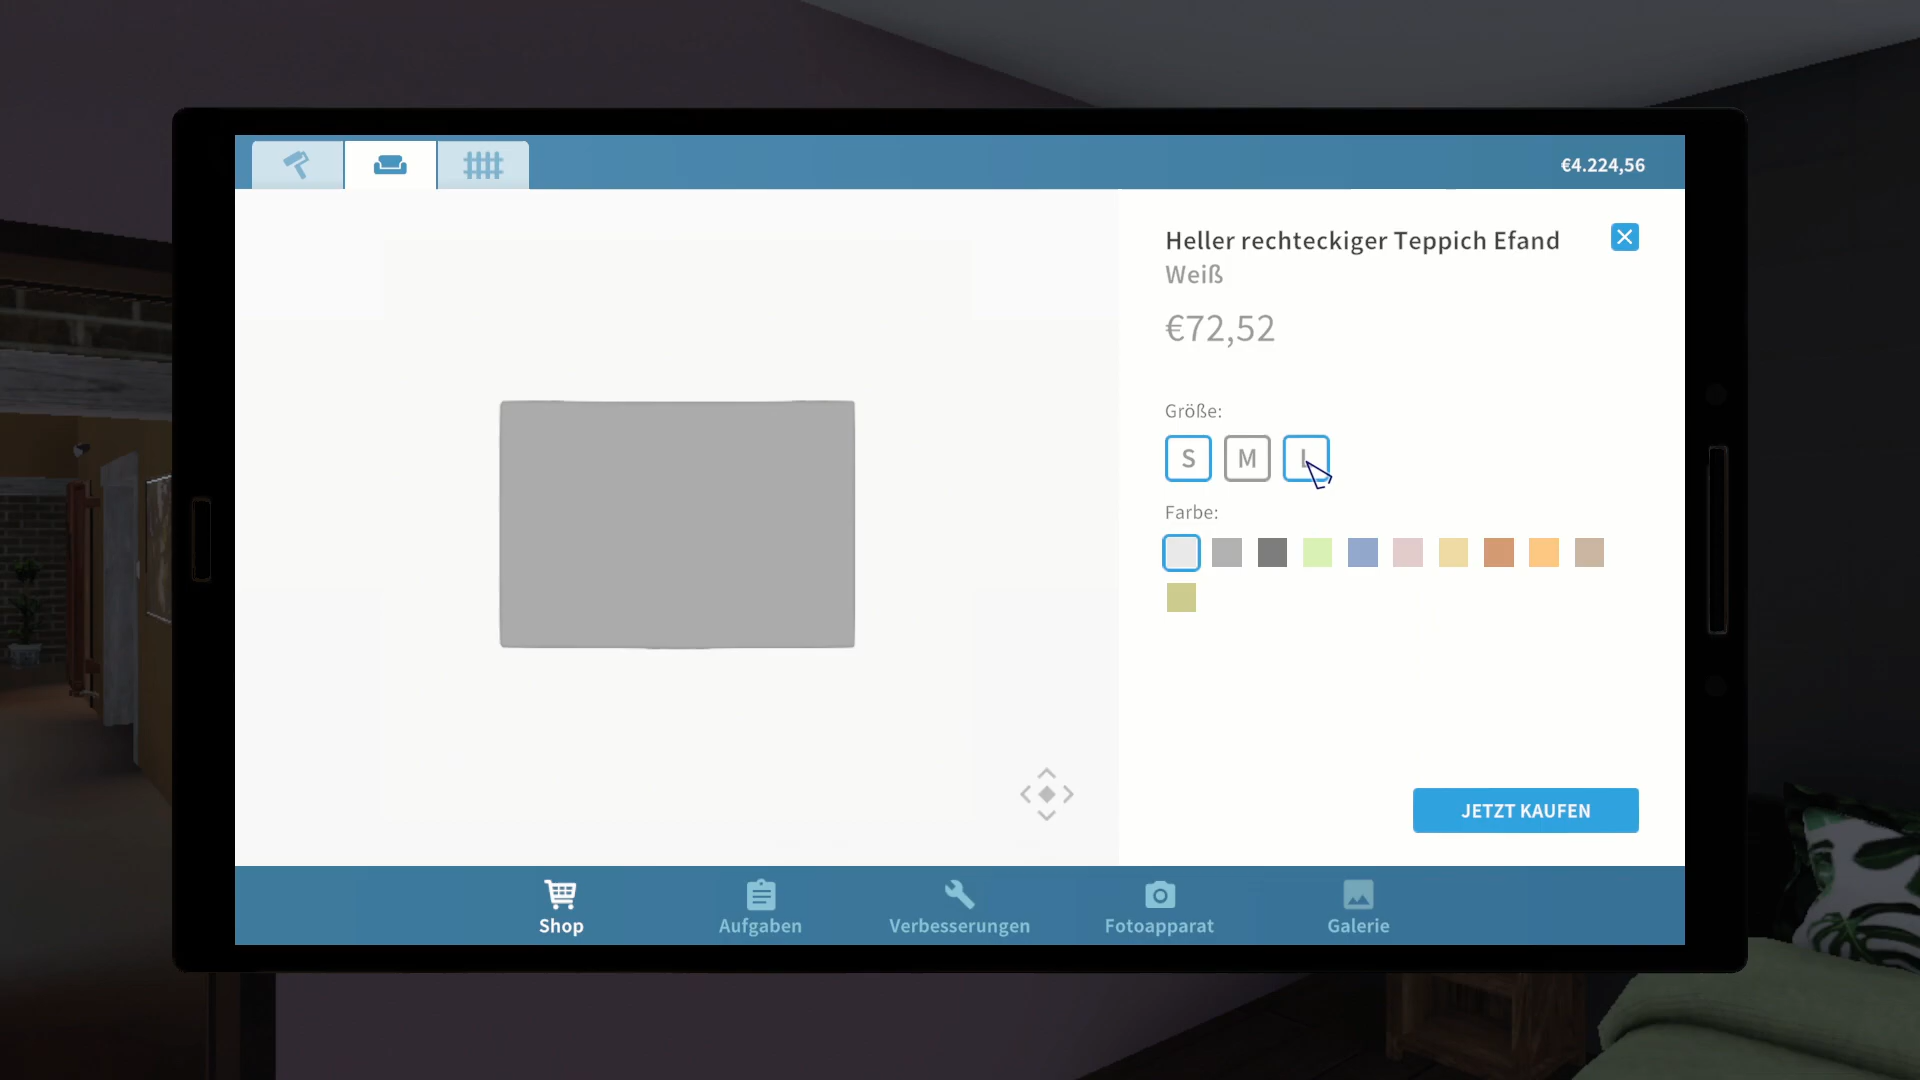 €4.224,56
Heller rechteckiger Teppich Efand
Weiß
€72,52
Größe:
S M L
Farbe:
JETZT KAUFEN
Shop Aufgaben Verbesserungen Fotoapparat Galerie